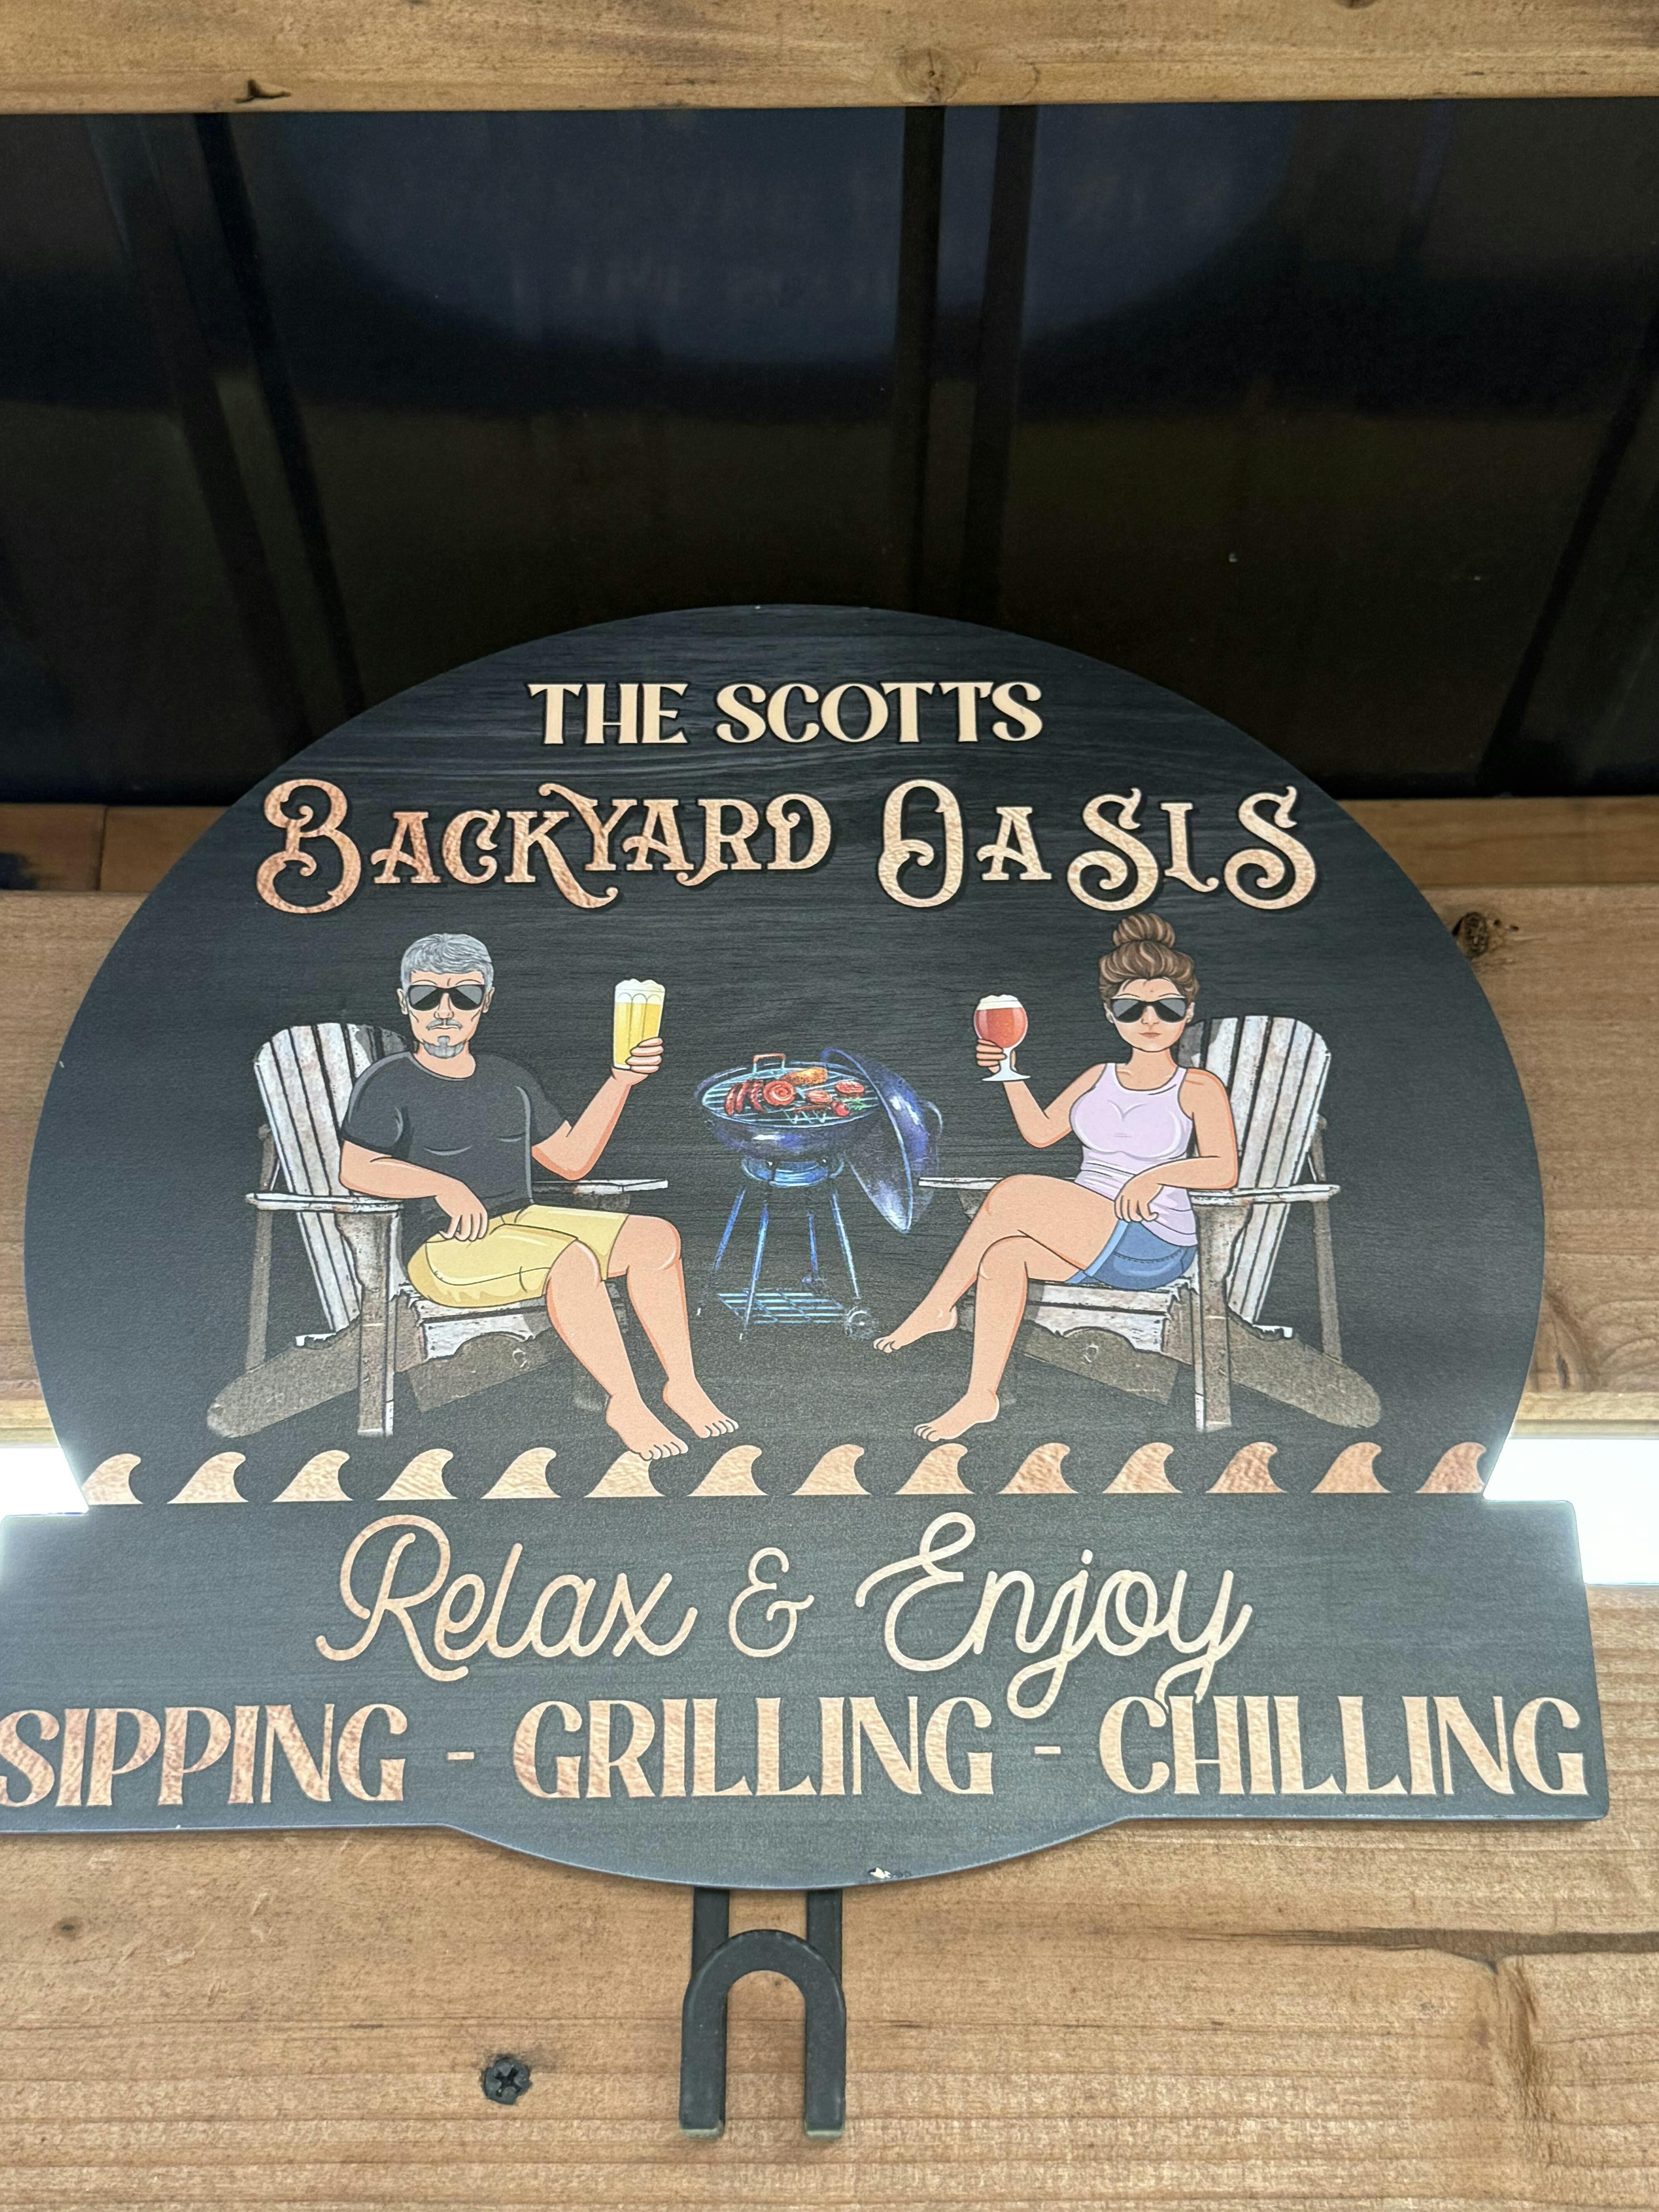 THE SCOTTS
BACKYARD OASIS
Relax & Enjoy
SIPPING - GRILLING - CHILLING